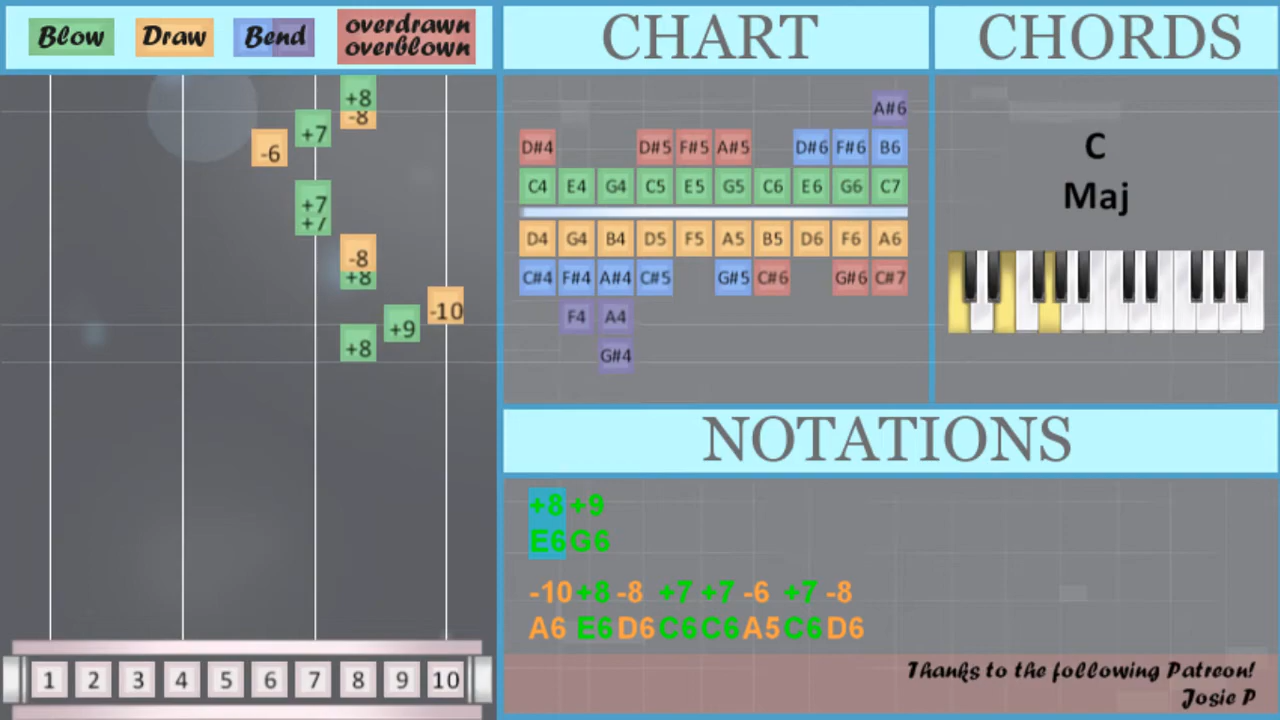 Blow Draw Bend overdrawn
overblown
CHART
CHORDS
+8
-8
+7
-6
+7
+7
-8
+8
-10
+9
+8
1 2 3 4 5 6 7 8 9 10
A#6
D#4 D#5 F#5 A#5 D#6 F#6 B6
C4 E4 G4 C5 E5 G5 C6 E6 G6 C7
D4 G4 B4 D5 F5 A5 B5 D6 F6 A6
C#4 F#4 A#4 C#5 G#5 C#6 G#6 C#7
F4 A4
G#4
C
Maj
NOTATIONS
+8 +9
E6 G6
-10 +8 -8 +7 +7 -6 +7 -8
A6 E6 D6 C6 C6 A5 C6 D6
Thanks to the following Patreon!
Josie P